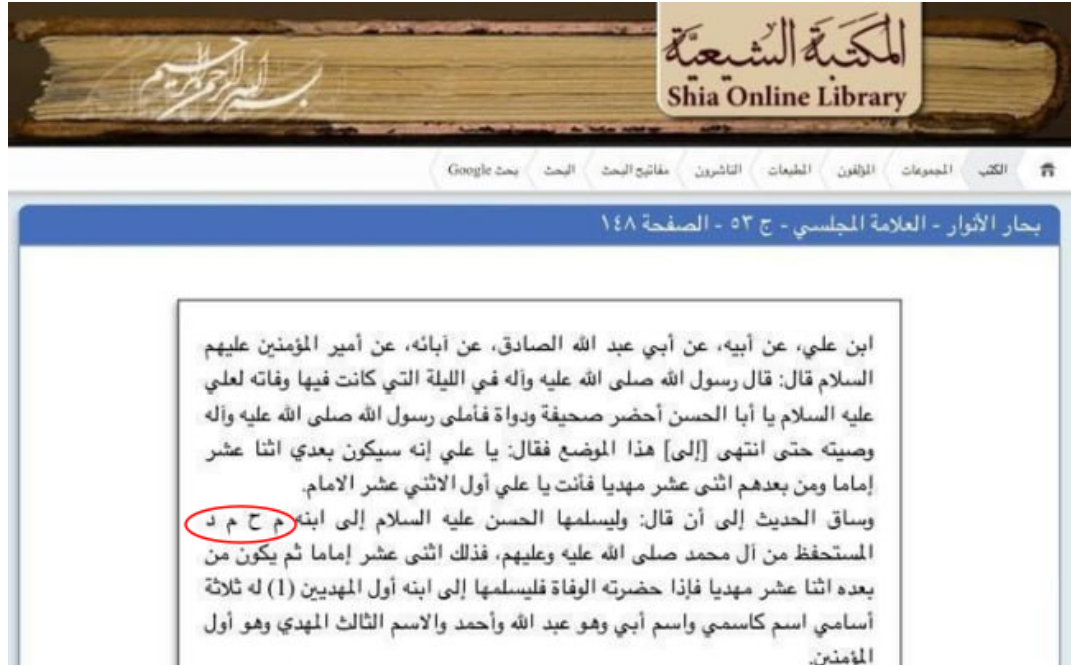 بسم الله الرحمن الرحيم
المكتبة الشيعية
Shia Online Library
الكتب
المجموعات
المؤلفون
الطبعات
الناشرون
مفاتيح البحث
البحث
بحث Google
بحار الأنوار - العلامة المجلسي - ج ٥٣ - الصفحة ١٤٨
ابن علي، عن أبيه، عن أبي عبد الله الصادق، عن آبائه، عن أمير المؤمنين عليهم
السلام قال: قال رسول الله صلى الله عليه وآله في الليلة التي كانت فيها وفاته لعلي
عليه السلام يا أبا الحسن أحضر صحيفة ودواة فأملى رسول الله صلى الله عليه وآله
وصيته حتى انتهى [إلى] هذا الموضع فقال: يا علي إنه سيكون بعدي اثنا عشر
إماما ومن بعدهم اثنى عشر مهديا فأنت يا علي أول الاثني عشر الامام.
وساق الحديث إلى أن قال: وليسلمها الحسن عليه السلام إلى ابنه م ح م د
المستحفظ من آل محمد صلى الله عليه وعليهم، فذلك اثنى عشر إماما ثم يكون من
بعده اثنا عشر مهديا فإذا حضرته الوفاة فليسلمها إلى ابنه أول المهديين (1) له ثلاثة
أسامي اسم كاسمي واسم أبي وهو عبد الله وأحمد والاسم الثالث المهدي وهو أول
المؤمنين.